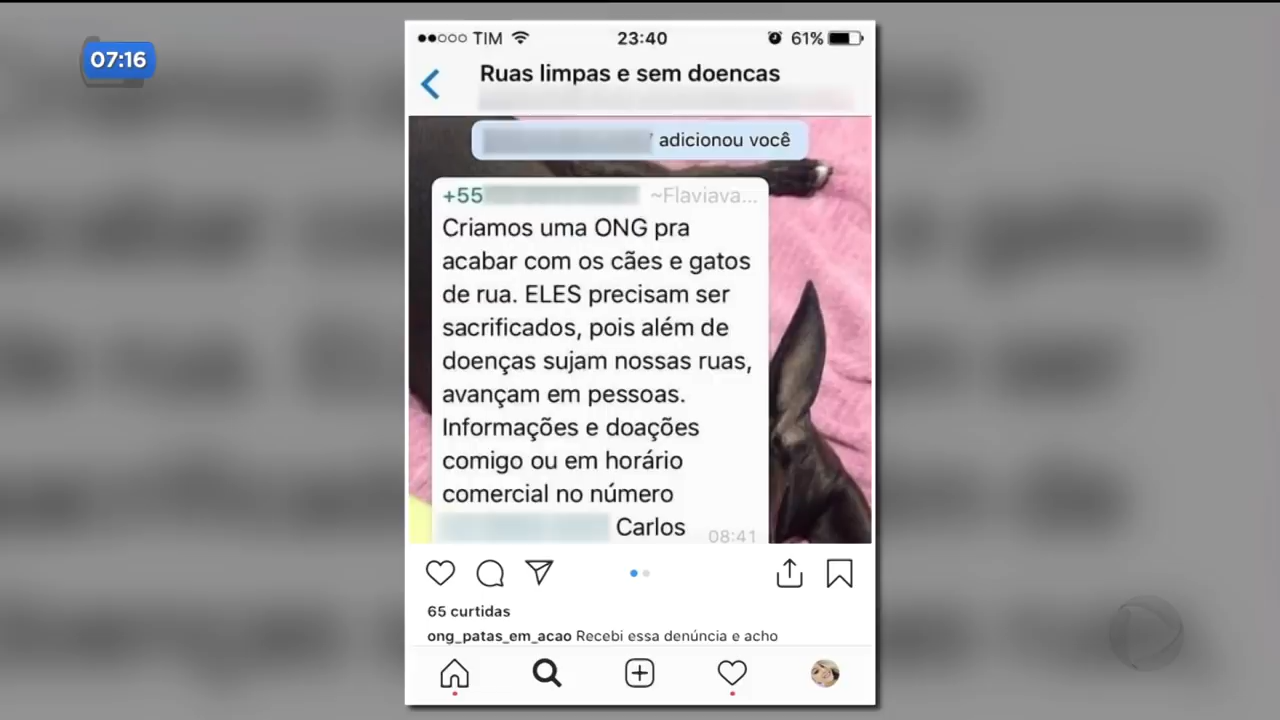 07:16
TIM 23:40 61%
Ruas limpas e sem doencas
adicionou você
+55 ~Flaviava...
Criamos uma ONG pra
acabar com os cães e gatos
de rua. ELES precisam ser
sacrificados, pois além de
doenças sujam nossas ruas,
avançam em pessoas.
Informações e doações
comigo ou em horário
comercial no número
Carlos 08:41
65 curtidas
ong_patas_em_acao Recebi essa denúncia e acho